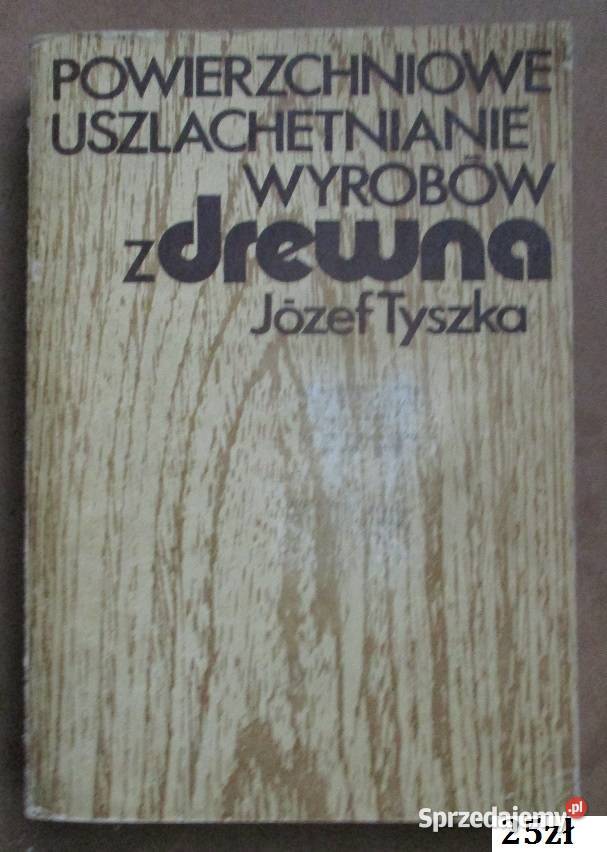 POWIERZCHNIOWE
USZLACHETNIANIE
WYROBÓW
z drewna
Józef Tyszka
Sprzedajemy.pl
25zł